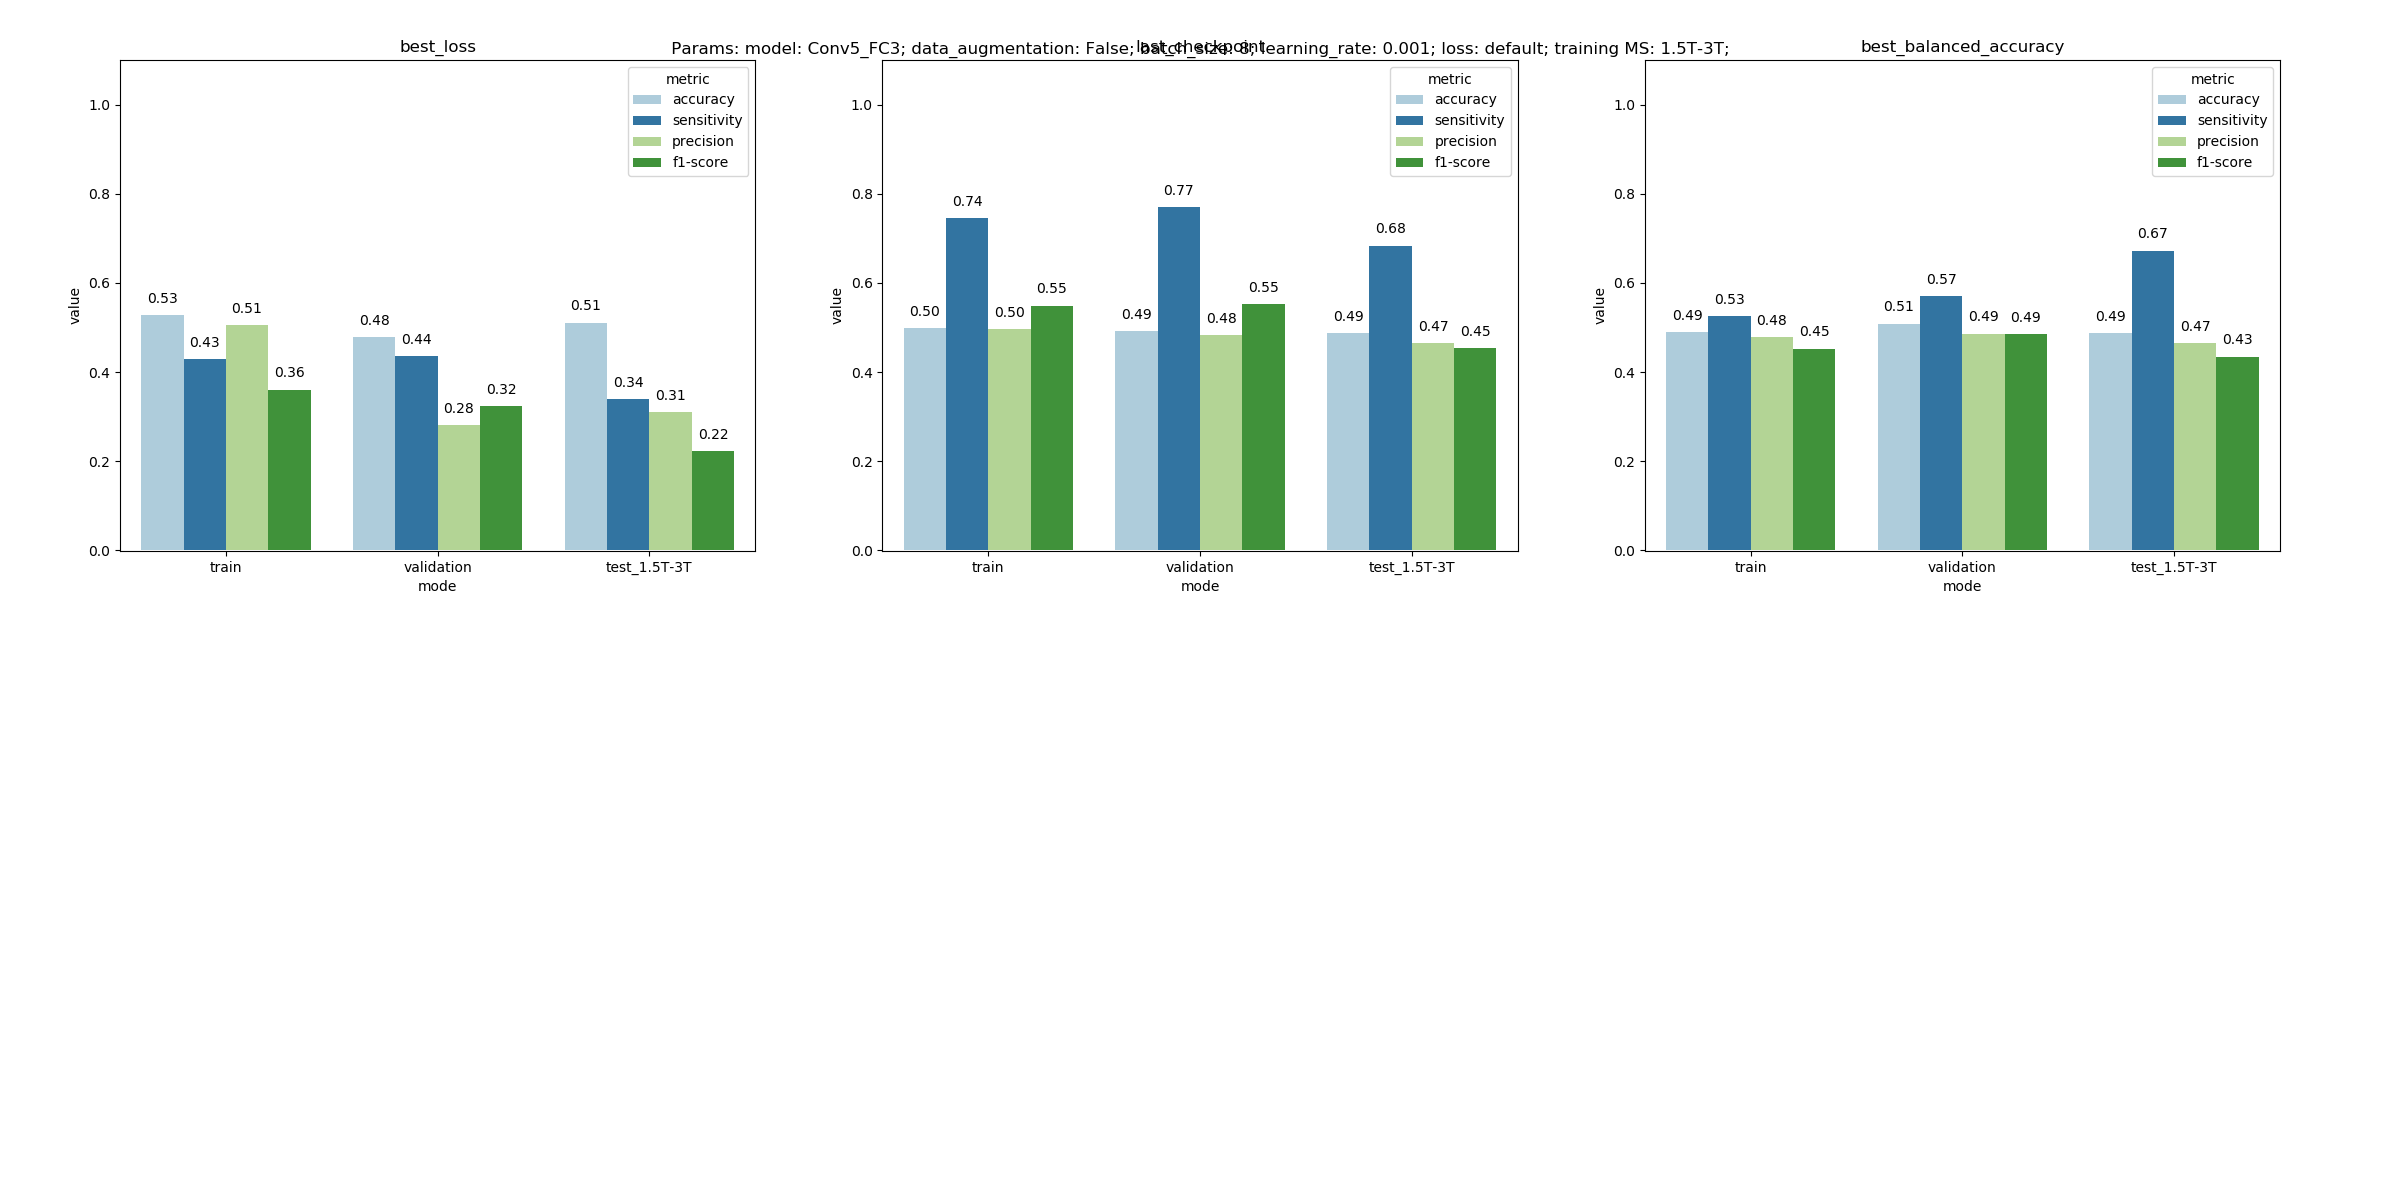 best_loss
Params: model: Conv5_FC3; data_augmentation: False; batch_size: 8; learning_rate: 0.001; loss: default; training MS: 1.5T-3T;
last_checkpoint
best_balanced_accuracy
metric
accuracy
sensitivity
precision
f1-score
value
1.0
0.8
0.6
0.4
0.2
0.0
0.53
0.43
0.51
0.36
0.48
0.44
0.28
0.32
0.51
0.34
0.31
0.22
train
validation
test_1.5T-3T
mode
metric
accuracy
sensitivity
precision
f1-score
value
1.0
0.8
0.6
0.4
0.2
0.0
0.50
0.74
0.50
0.55
0.49
0.77
0.48
0.55
0.49
0.68
0.47
0.45
train
validation
test_1.5T-3T
mode
metric
accuracy
sensitivity
precision
f1-score
value
1.0
0.8
0.6
0.4
0.2
0.0
0.49
0.53
0.48
0.45
0.51
0.57
0.49
0.49
0.49
0.67
0.47
0.43
train
validation
test_1.5T-3T
mode